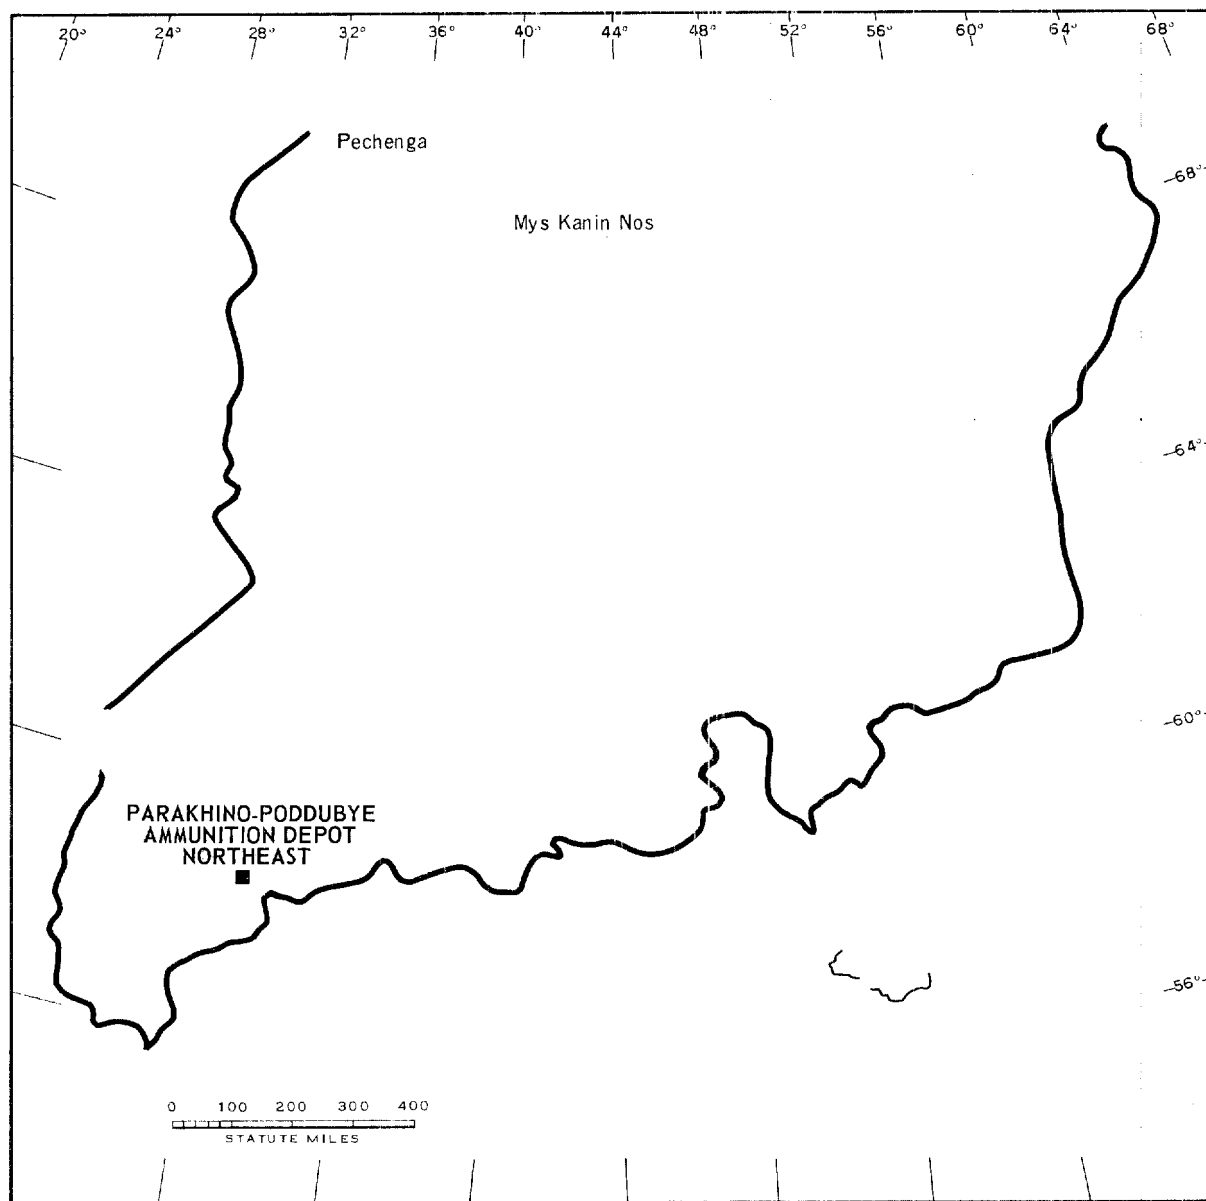 20° 24° 28° 32° 36° 40° 44° 48° 52° 56° 60° 64° 68°
Pechenga
68°
Mys Kanin Nos
64°
60°
PARAKHINO-PODDUBYE
AMMUNITION DEPOT
NORTHEAST
56°
0 100 200 300 400
STATUTE MILES